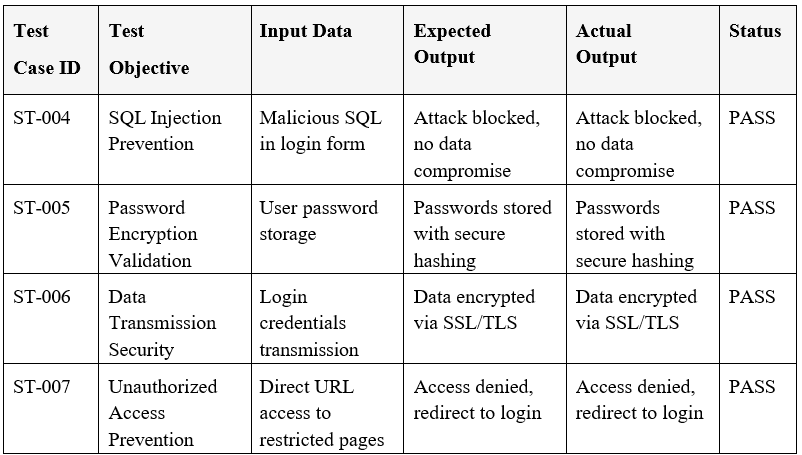 Test Case ID | Test Objective | Input Data | Expected Output | Actual Output | Status
ST-004 | SQL Injection Prevention | Malicious SQL in login form | Attack blocked, no data compromise | Attack blocked, no data compromise | PASS
ST-005 | Password Encryption Validation | User password storage | Passwords stored with secure hashing | Passwords stored with secure hashing | PASS
ST-006 | Data Transmission Security | Login credentials transmission | Data encrypted via SSL/TLS | Data encrypted via SSL/TLS | PASS
ST-007 | Unauthorized Access Prevention | Direct URL access to restricted pages | Access denied, redirect to login | Access denied, redirect to login | PASS